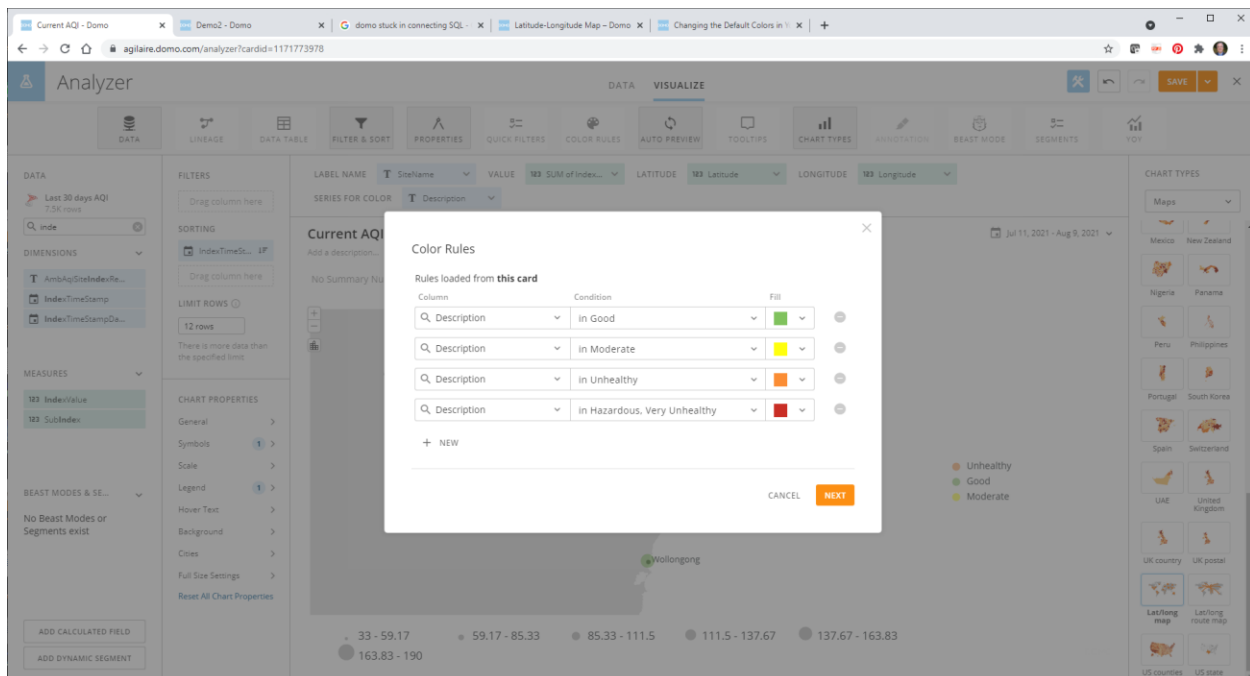 Current AQI - Domo
Demo2 - Domo
domo stuck in connecting SQL -
Latitude-Longitude Map – Domo
Changing the Default Colors in
agilaire.domo.com/analyzer?cardid=1171773978
Analyzer
DATA VISUALIZE
SAVE
DATA LINEAGE DATA TABLE FILTER & SORT PROPERTIES QUICK FILTERS COLOR RULES AUTO PREVIEW TOOLTIPS CHART TYPES ANNOTATION BEAST MODE SEGMENTS YOY
DATA
Last 30 days AQI
7.5K rows
inde
DIMENSIONS
T AmbAqiSiteIndexRe...
IndexTimeStamp
IndexTimeStampDa...
MEASURES
123 IndexValue
123 SubIndex
BEAST MODES & SE...
No Beast Modes or
Segments exist
ADD CALCULATED FIELD
ADD DYNAMIC SEGMENT
FILTERS
Drag column here
SORTING
IndexTimeSt...
Drag column here
LIMIT ROWS
12 rows
There is more data than
the specified limit
CHART PROPERTIES
General
Symbols 1
Scale
Legend 1
Hover Text
Background
Cities
Full Size Settings
Reset All Chart Properties
LABEL NAME T SiteName VALUE 123 SUM of Index... LATITUDE 123 Latitude LONGITUDE 123 Longitude
SERIES FOR COLOR T Description
Current AQI
Add a description...
No Summary Nu
Jul 11, 2021 - Aug 9, 2021
Color Rules
Rules loaded from this card
Column Condition Fill
Description in Good
Description in Moderate
Description in Unhealthy
Description in Hazardous, Very Unhealthy
+ NEW
CANCEL NEXT
Unhealthy
Good
Moderate
Wollongong
33 - 59.17 59.17 - 85.33 85.33 - 111.5 111.5 - 137.67 137.67 - 163.83
163.83 - 190
CHART TYPES
Maps
Mexico New Zealand
Nigeria Panama
Peru Philippines
Portugal South Korea
Spain Switzerland
UAE United
Kingdom
UK country UK postal
Lat/long
map
Lat/long
route map
US counties US state